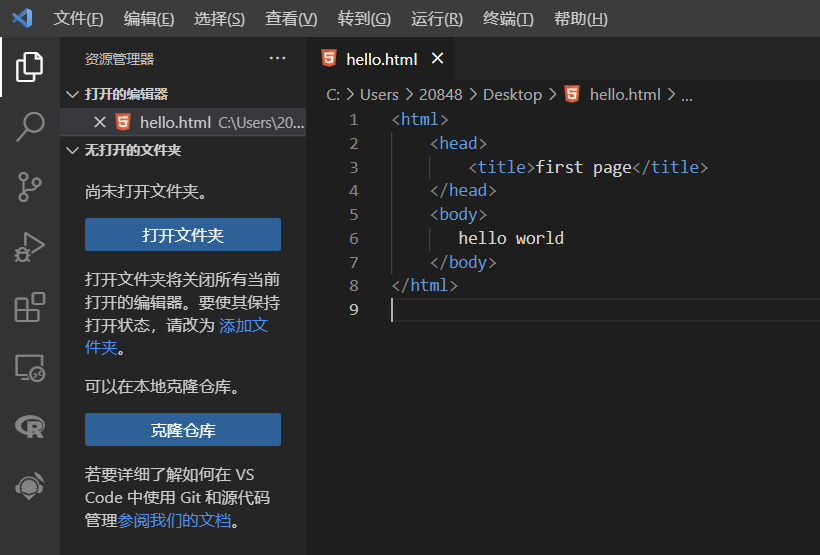 文件(F) 编辑(E) 选择(S) 查看(V) 转到(G) 运行(R) 终端(T) 帮助(H)
资源管理器 ···
打开的编辑器
hello.html C:\Users\20...
无打开的文件夹
尚未打开文件夹。
打开文件夹
打开文件夹将关闭所有当前
打开的编辑器。要使其保持
打开状态，请改为 添加文
件夹。
可以在本地克隆仓库。
克隆仓库
若要详细了解如何在 VS
Code 中使用 Git 和源代码
管理参阅我们的文档。
hello.html
C: > Users > 20848 > Desktop > hello.html > ...
1 <html>
2 <head>
3 <title>first page</title>
4 </head>
5 <body>
6 hello world
7 </body>
8 </html>
9